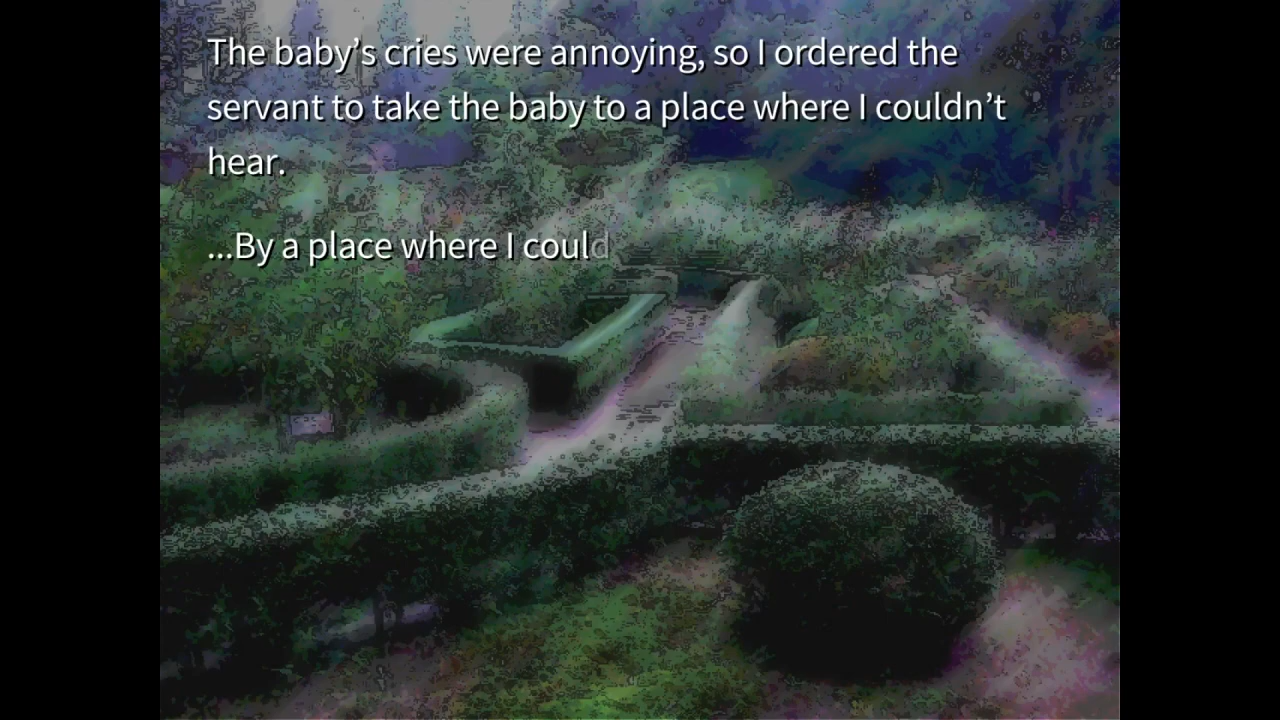 The baby’s cries were annoying, so I ordered the
servant to take the baby to a place where I couldn’t
hear.
...By a place where I could